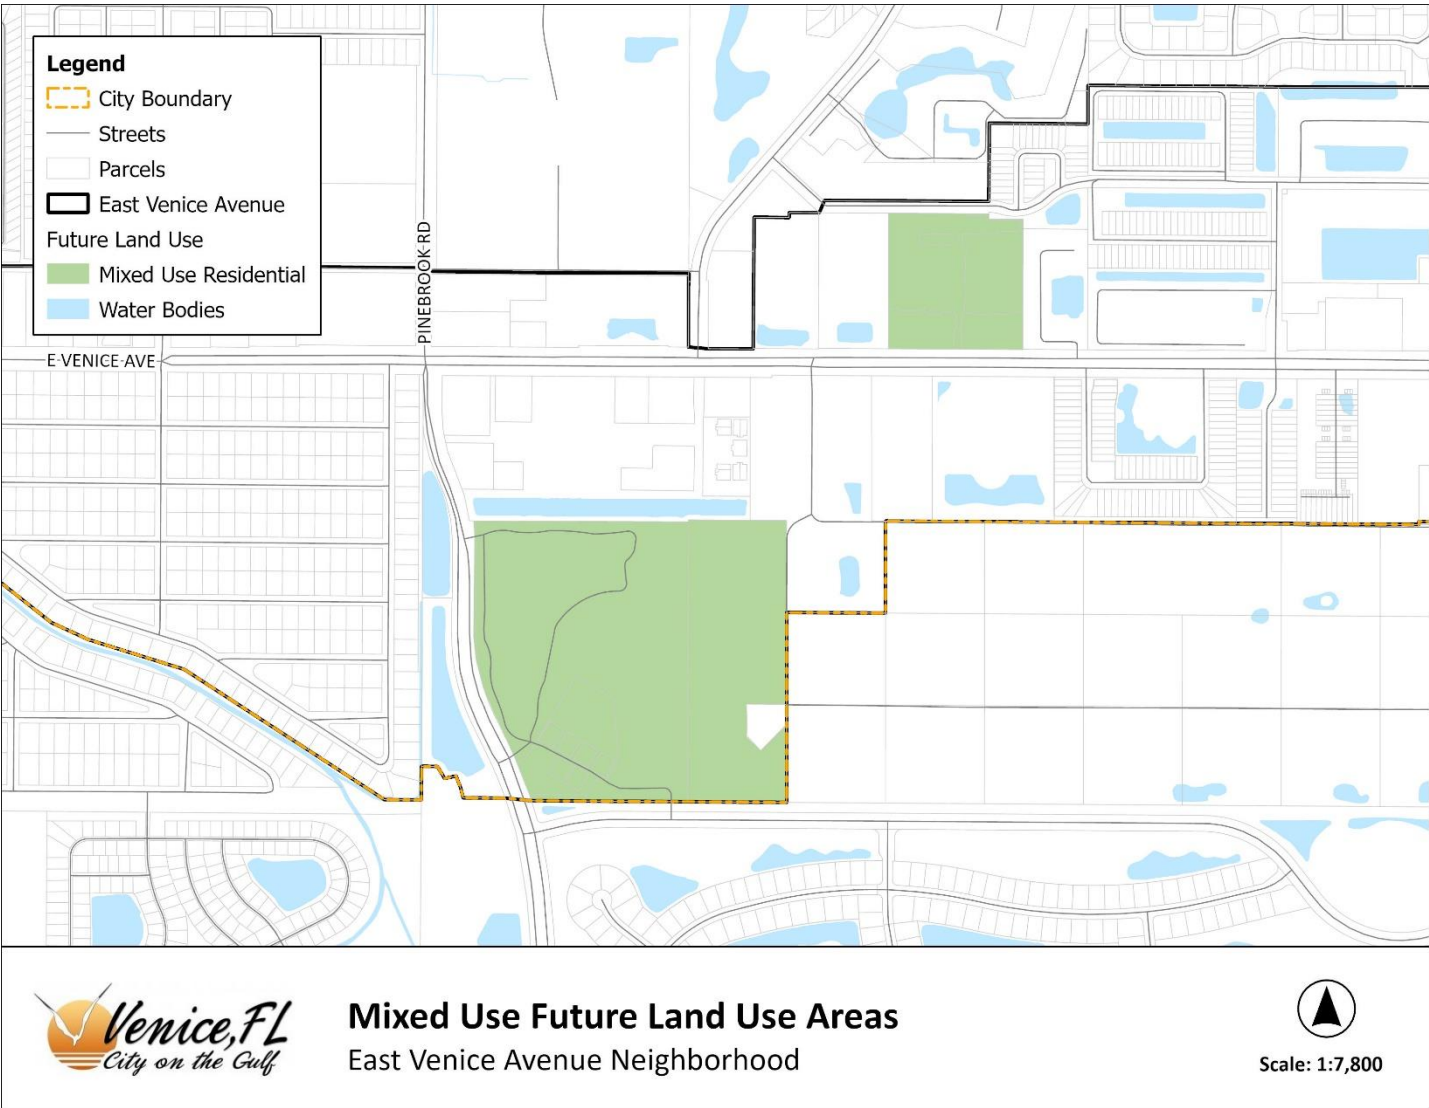 Legend
City Boundary
Streets
Parcels
East Venice Avenue
Future Land Use
Mixed Use Residential
Water Bodies
PINEBROOK RD
E VENICE AVE
Venice, FL
City on the Gulf
Mixed Use Future Land Use Areas
East Venice Avenue Neighborhood
Scale: 1:7,800